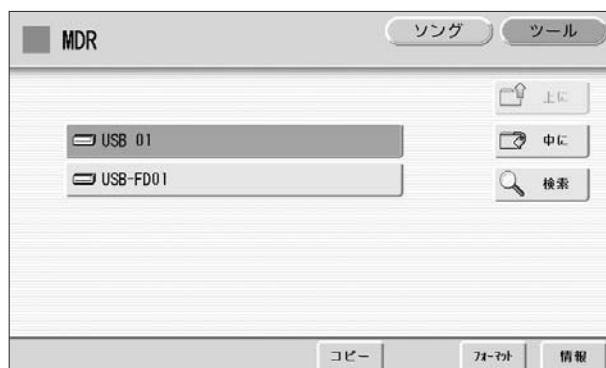 MDR ソング ツール
上に
USB 01 中に
USB-FD01 検索
コピー フォーマット 情報